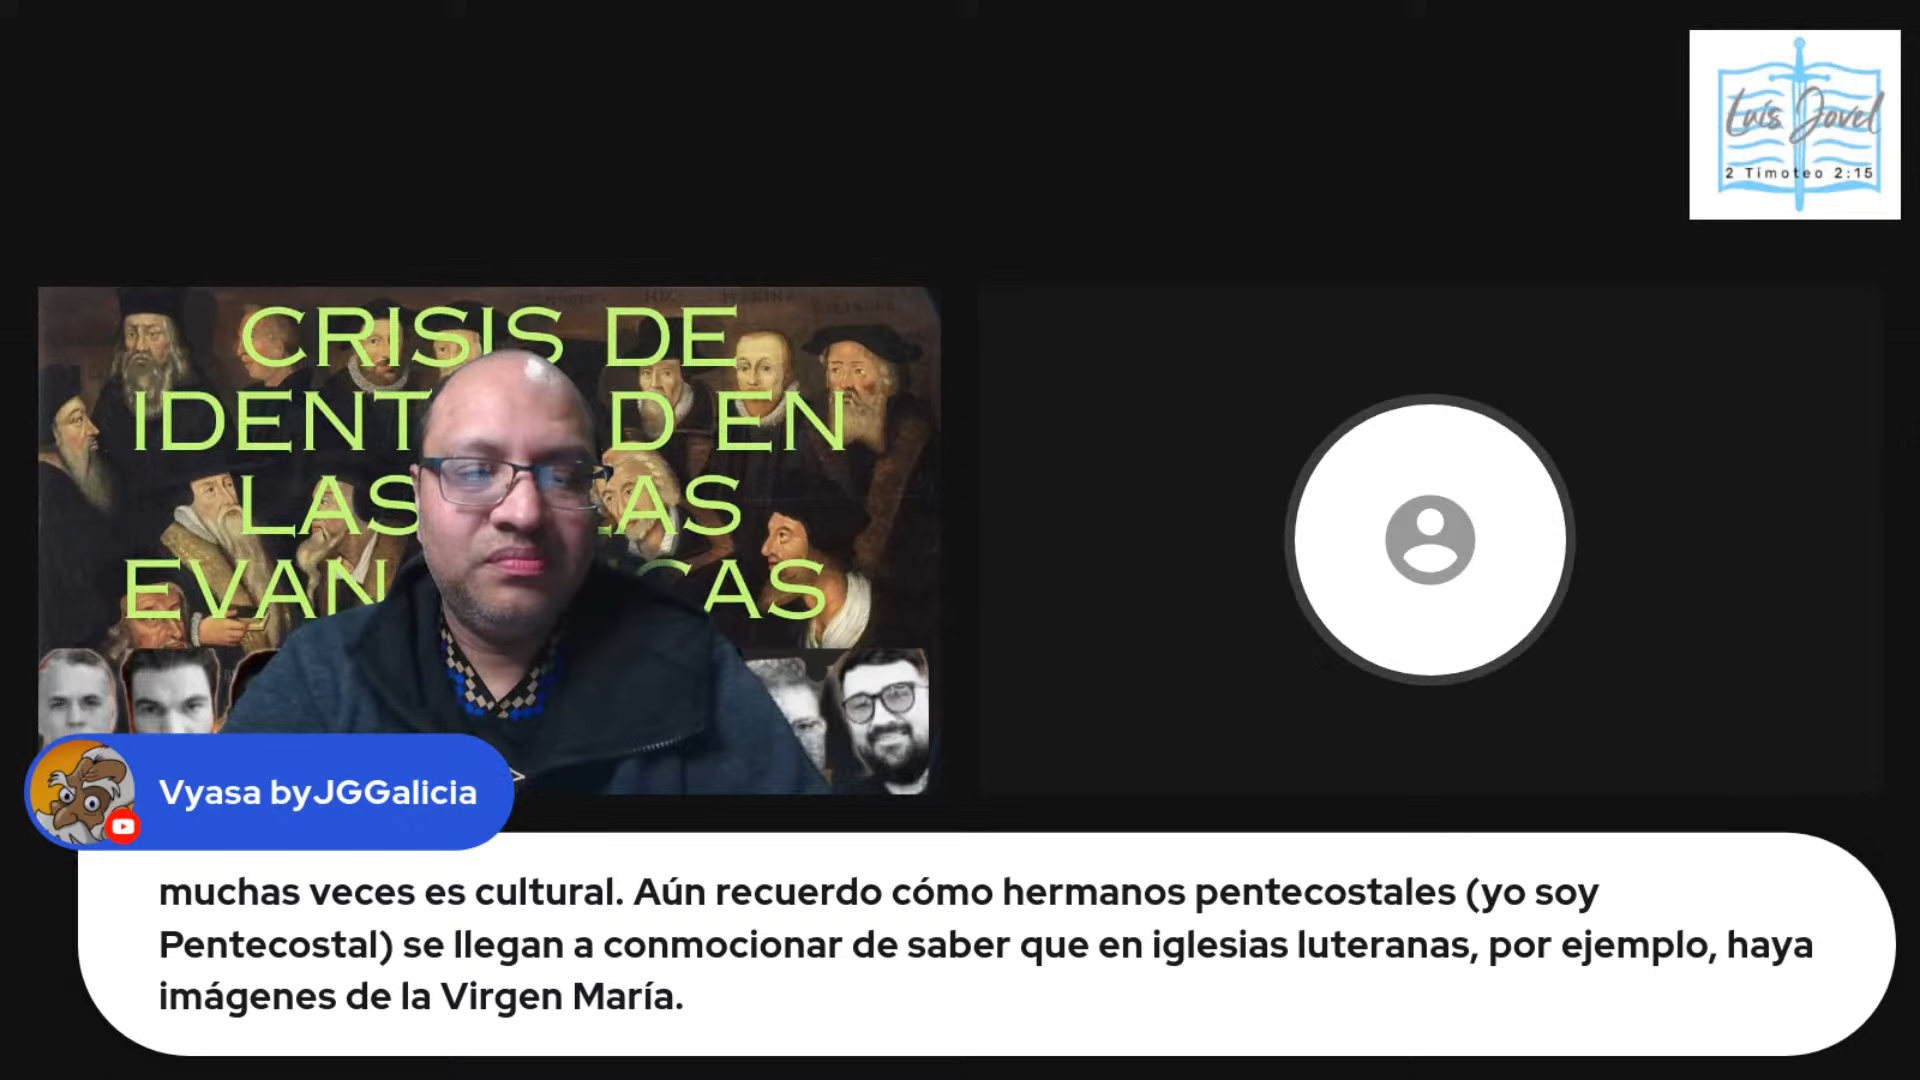 Luis Jovel
2 Timoteo 2:15
CRISIS DE
IDENT D EN
LAS LAS
EVAN CAS
Vyasa byJGGalicia
muchas veces es cultural. Aún recuerdo cómo hermanos pentecostales (yo soy
Pentecostal) se llegan a conmocionar de saber que en iglesias luteranas, por ejemplo, haya
imágenes de la Virgen María.